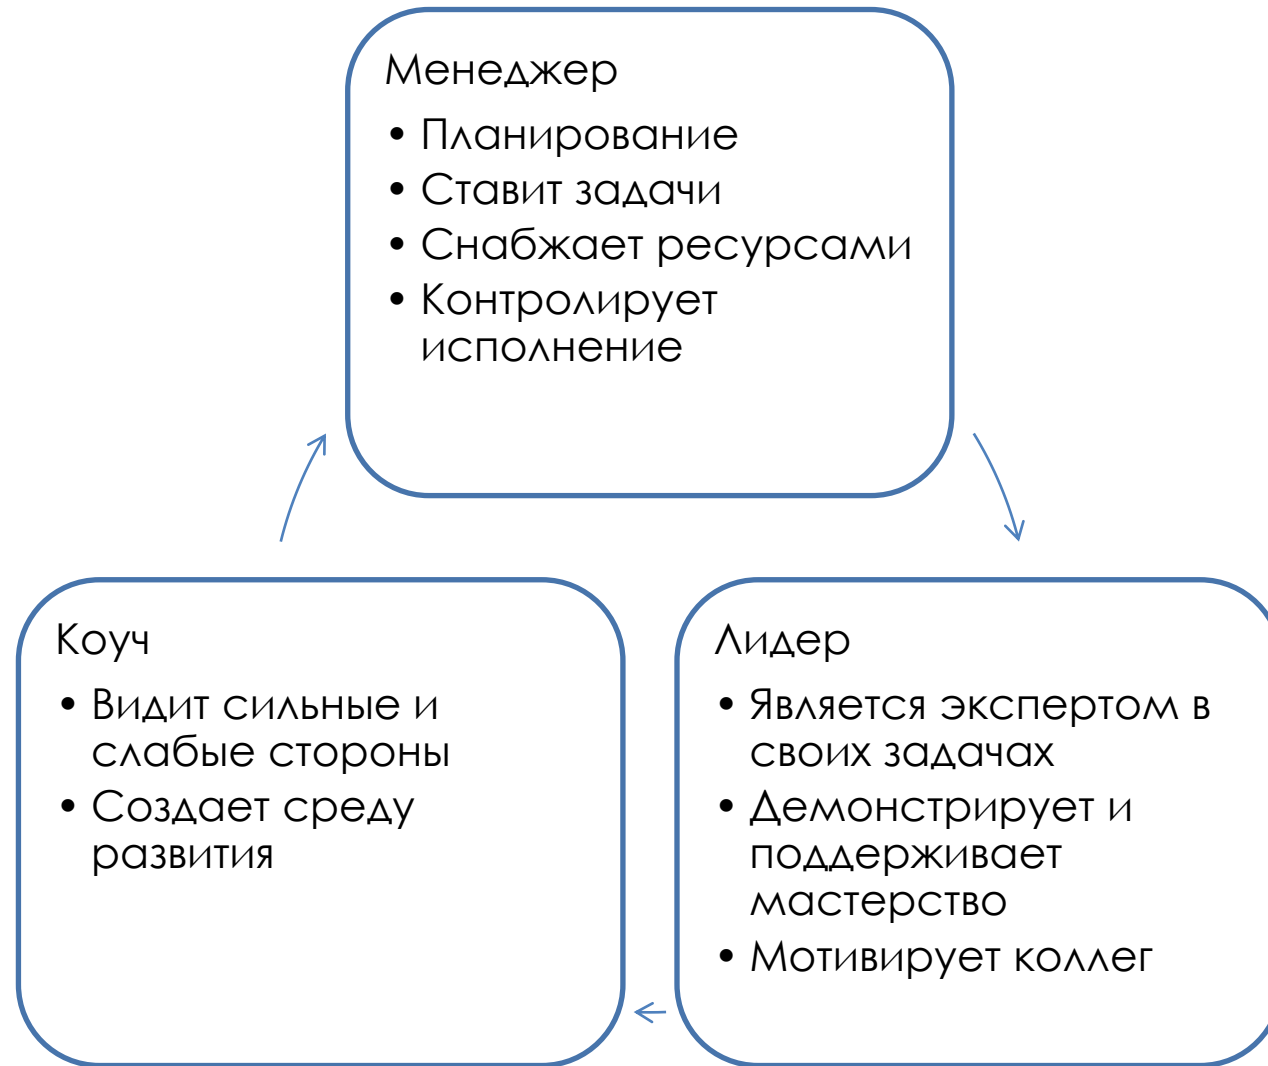 Менеджер
• Планирование
• Ставит задачи
• Снабжает ресурсами
• Контролирует
исполнение
Коуч
• Видит сильные и
слабые стороны
• Создает среду
развития
Лидер
• Является экспертом в
своих задачах
• Демонстрирует и
поддерживает
мастерство
• Мотивирует коллег